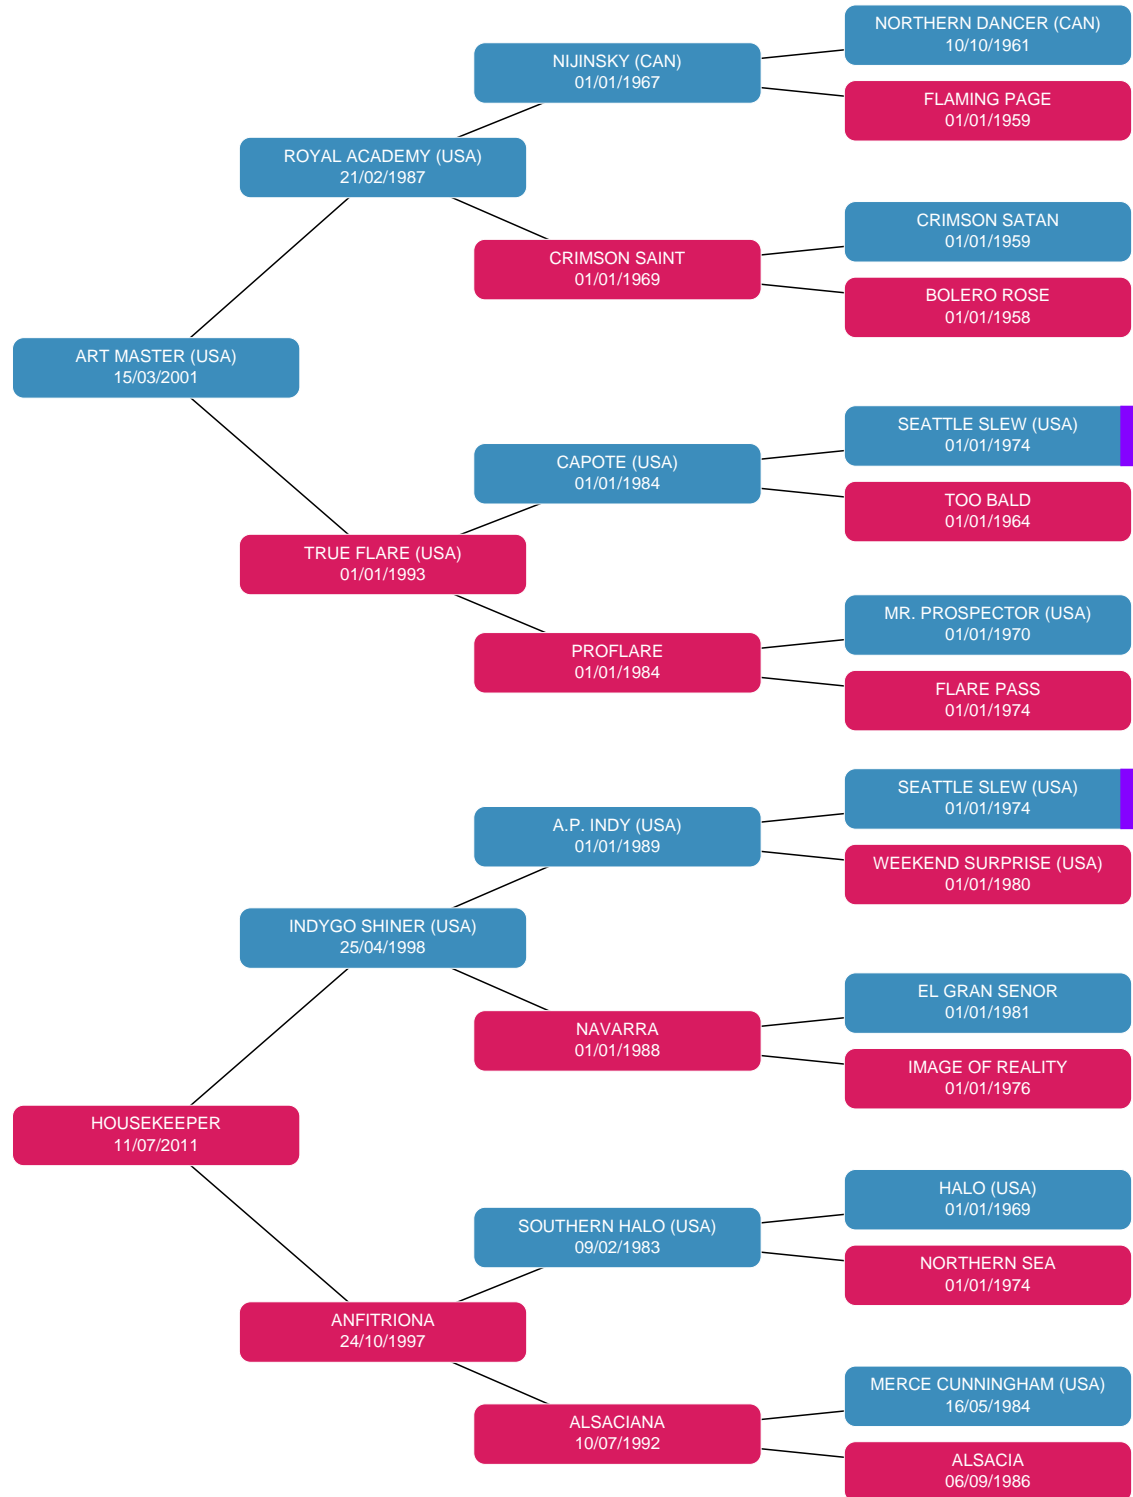 NORTHERN DANCER (CAN)
10/10/1961
NIJINSKY (CAN)
01/01/1967
FLAMING PAGE
01/01/1959
ROYAL ACADEMY (USA)
21/02/1987
CRIMSON SATAN
01/01/1959
CRIMSON SAINT
01/01/1969
BOLERO ROSE
01/01/1958
ART MASTER (USA)
15/03/2001
SEATTLE SLEW (USA)
01/01/1974
CAPOTE (USA)
01/01/1984
TOO BALD
01/01/1964
TRUE FLARE (USA)
01/01/1993
MR. PROSPECTOR (USA)
01/01/1970
PROFLARE
01/01/1984
FLARE PASS
01/01/1974
SEATTLE SLEW (USA)
01/01/1974
A.P. INDY (USA)
01/01/1989
WEEKEND SURPRISE (USA)
01/01/1980
INDYGO SHINER (USA)
25/04/1998
EL GRAN SENOR
01/01/1981
NAVARRA
01/01/1988
IMAGE OF REALITY
01/01/1976
HOUSEKEEPER
11/07/2011
HALO (USA)
01/01/1969
SOUTHERN HALO (USA)
09/02/1983
NORTHERN SEA
01/01/1974
ANFITRIONA
24/10/1997
MERCE CUNNINGHAM (USA)
16/05/1984
ALSACIANA
10/07/1992
ALSACIA
06/09/1986